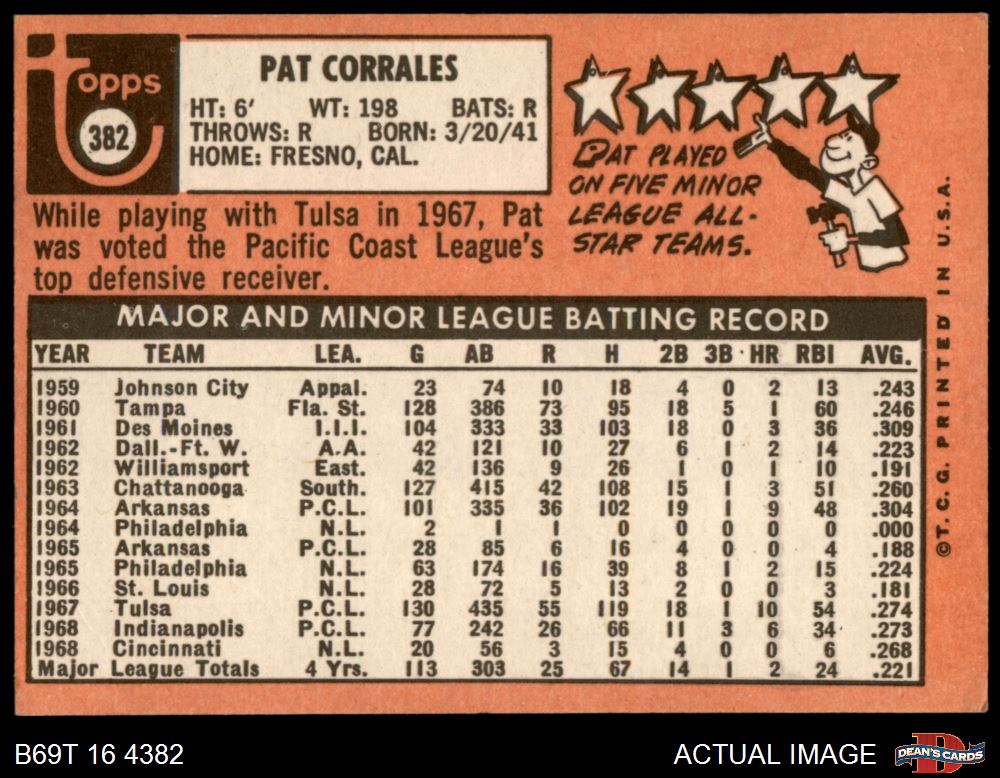 Topps
382
PAT CORRALES
HT: 6' WT: 198 BATS: R
THROWS: R BORN: 3/20/41
HOME: FRESNO, CAL.
PAT PLAYED
ON FIVE MINOR
LEAGUE ALL-
STAR TEAMS.
While playing with Tulsa in 1967, Pat
was voted the Pacific Coast League's
top defensive receiver.
MAJOR AND MINOR LEAGUE BATTING RECORD
YEAR TEAM LEA. G AB R H 2B 3B HR RBI AVG.
1959 Johnson City Appal. 23 74 10 18 4 0 2 13 .243
1960 Tampa Fla. St. 128 386 73 95 18 5 1 60 .246
1961 Des Moines I.I.I. 104 333 33 103 18 0 3 36 .309
1962 Dall.-Ft. W. A.A. 42 121 10 27 6 1 2 14 .223
1962 Williamsport East. 42 136 9 26 1 0 1 10 .191
1963 Chattanooga South. 127 415 42 108 15 1 3 51 .260
1964 Arkansas P.C.L. 101 335 36 102 19 1 9 48 .304
1964 Philadelphia N.L. 2 1 1 0 0 0 0 0 .000
1965 Arkansas P.C.L. 28 85 6 16 4 0 0 4 .188
1965 Philadelphia N.L. 63 174 16 39 8 1 2 15 .224
1966 St. Louis N.L. 28 72 5 13 2 0 0 3 .181
1967 Tulsa P.C.L. 130 435 55 119 18 1 10 54 .274
1968 Indianapolis P.C.L. 77 242 26 66 11 3 6 34 .273
1968 Cincinnati N.L. 20 56 3 15 4 0 0 6 .268
Major League Totals 4 Yrs. 113 303 25 67 14 1 2 24 .221
©T.C.G. PRINTED IN U.S.A.
B69T 16 4382
ACTUAL IMAGE
D
DEAN'S CARDS